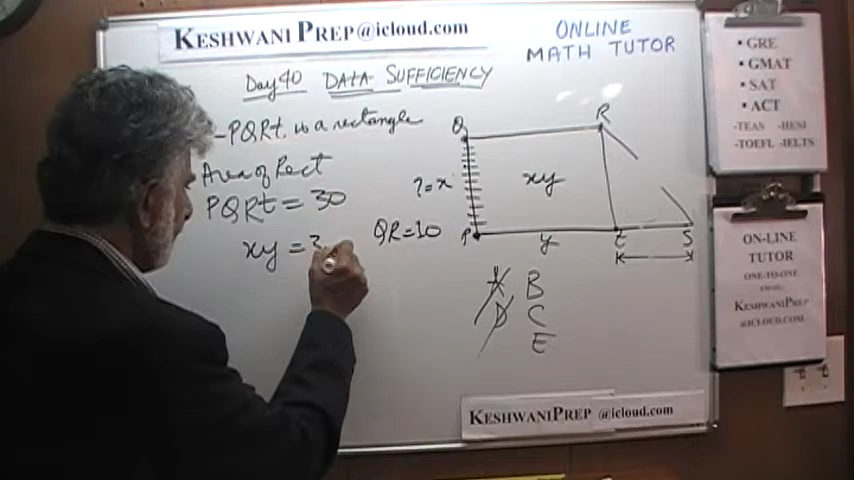 KESHWANI PREP@icloud.com
ONLINE
MATH TUTOR
Day 40 DATA SUFFICIENCY
-PQRt is a rectangle
Area of Rect
PQRt = 30
xy = 3
QR=10
Q
R
?=x
xy
P
y
t
S
A B
D C
E
• GRE
• GMAT
• SAT
• ACT
-TEAS -HESI
-TOEFL -IELTS
ON-LINE
TUTOR
ONE-TO-ONE
EMAIL:
KESHWANIPREP
@ICLOUD.COM
KESHWANIPREP @icloud.com